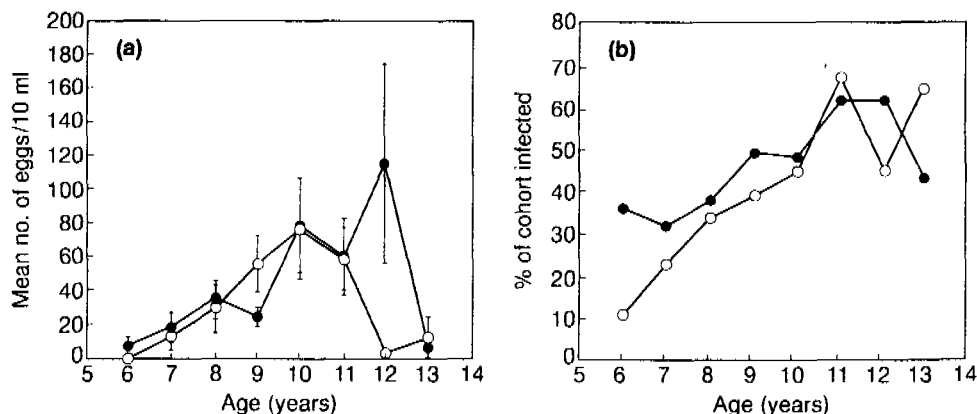 (a)
Mean no. of eggs/10 ml
200
180
160
140
120
100
80
60
40
20
0
5 6 7 8 9 10 11 12 13 14
Age (years)
(b)
% of cohort infected
70
60
50
40
30
20
10
0
5 6 7 8 9 10 11 12 13 14
Age (years)